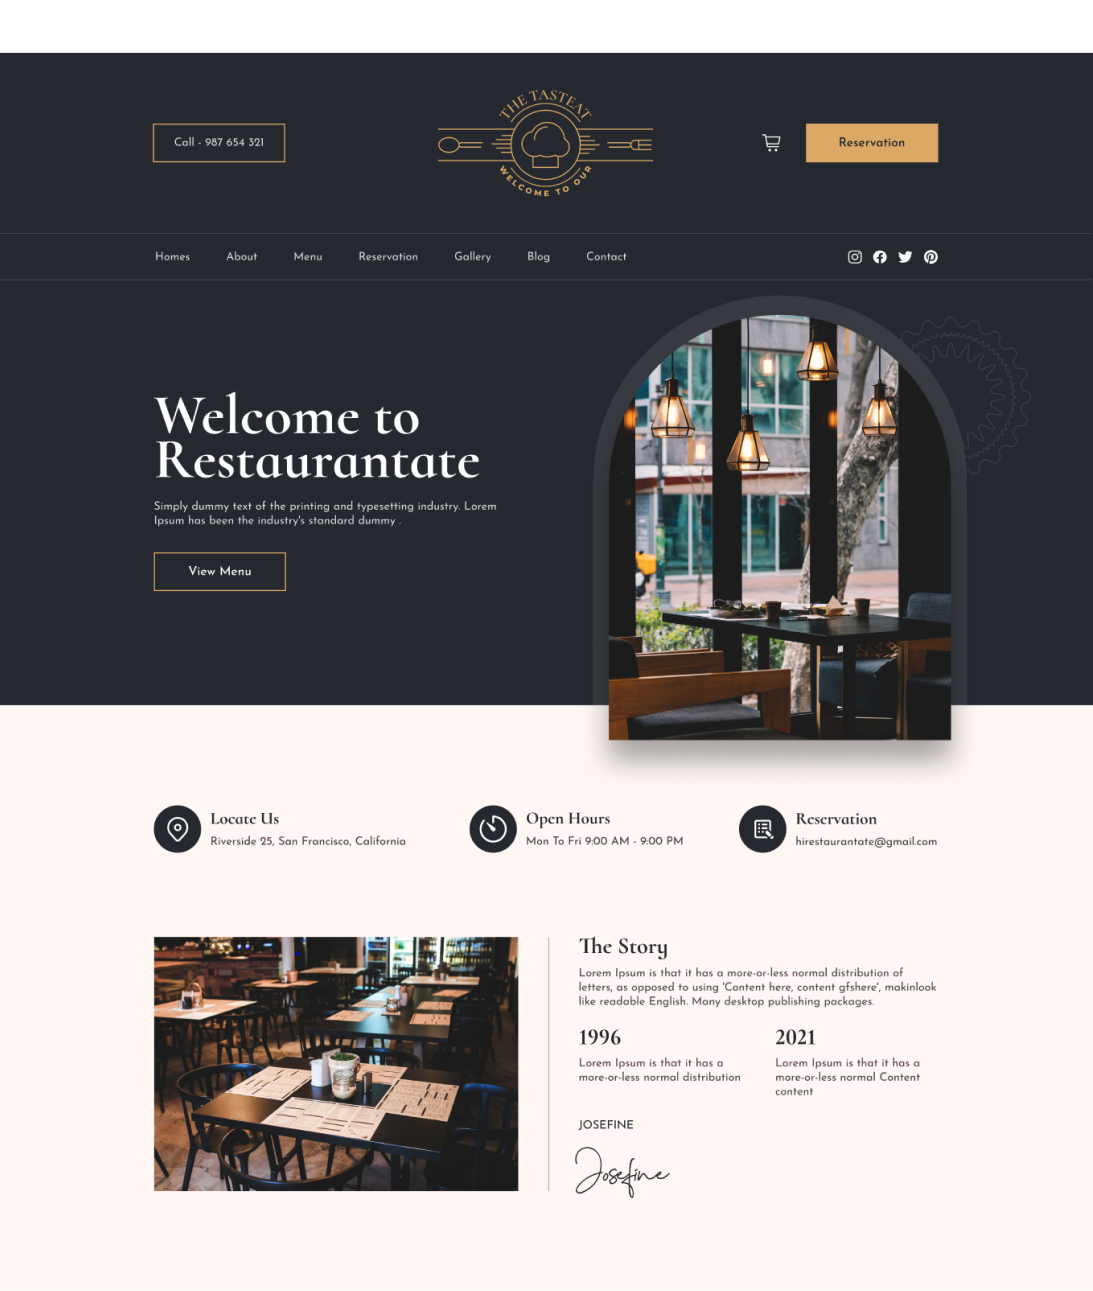 Call - 987 654 321
THE TASTEAT
WELCOME TO OUR
Reservation
Homes About Menu Reservation Gallery Blog Contact
Welcome to
Restaurantate
Simply dummy text of the printing and typesetting industry. Lorem
Ipsum has been the industry's standard dummy .
View Menu
Locate Us
Riverside 25, San Francisco, California
Open Hours
Mon To Fri 9:00 AM - 9:00 PM
Reservation
hirestaurantate@gmail.com
The Story
Lorem Ipsum is that it has a more-or-less normal distribution of
letters, as opposed to using 'Content here, content gfshere', makinlook
like readable English. Many desktop publishing packages.
1996
Lorem Ipsum is that it has a
more-or-less normal distribution
2021
Lorem Ipsum is that it has a
more-or-less normal Content
content
JOSEFINE
Josefine